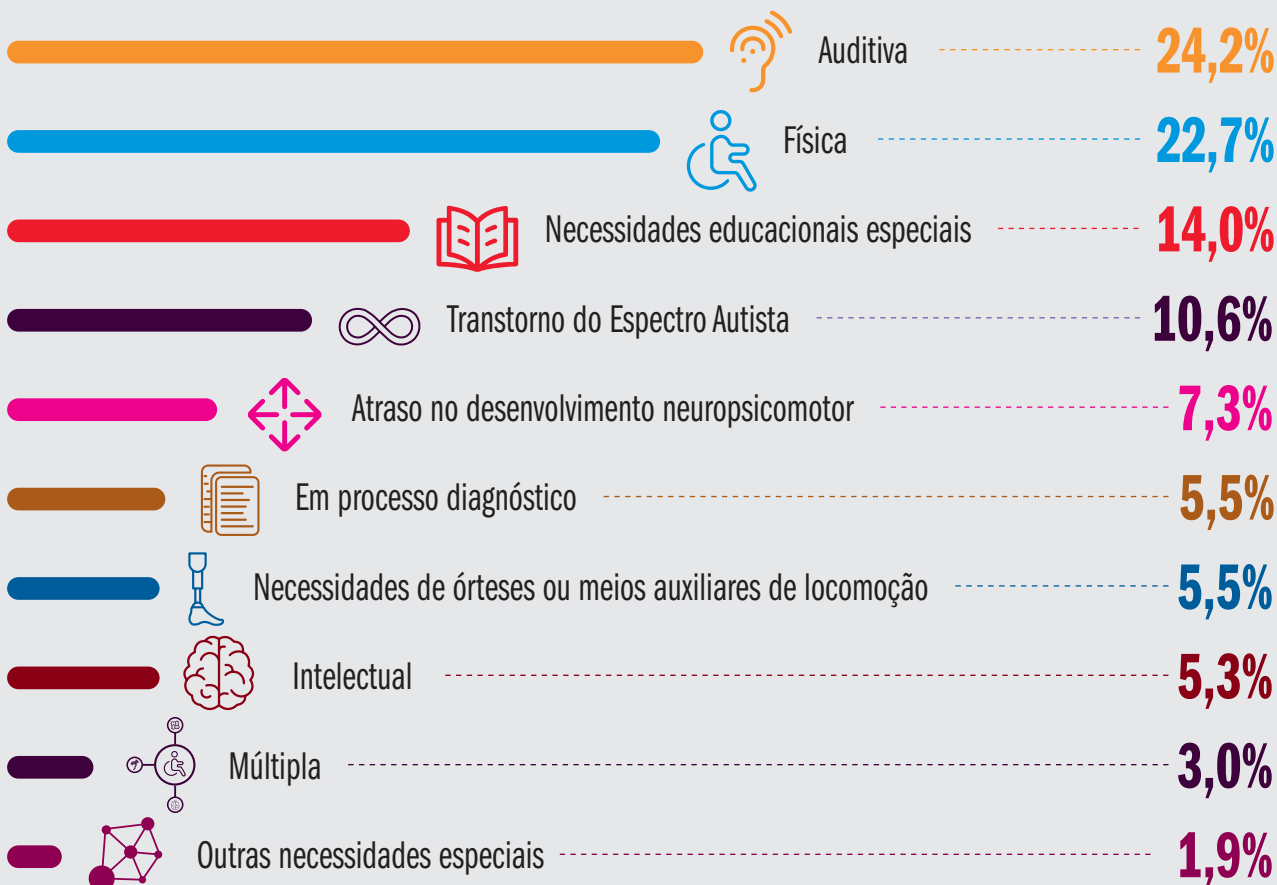 Auditiva 24,2%
Física 22,7%
Necessidades educacionais especiais 14,0%
Transtorno do Espectro Autista 10,6%
Atraso no desenvolvimento neuropsicomotor 7,3%
Em processo diagnóstico 5,5%
Necessidades de órteses ou meios auxiliares de locomoção 5,5%
Intelectual 5,3%
Múltipla 3,0%
Outras necessidades especiais 1,9%